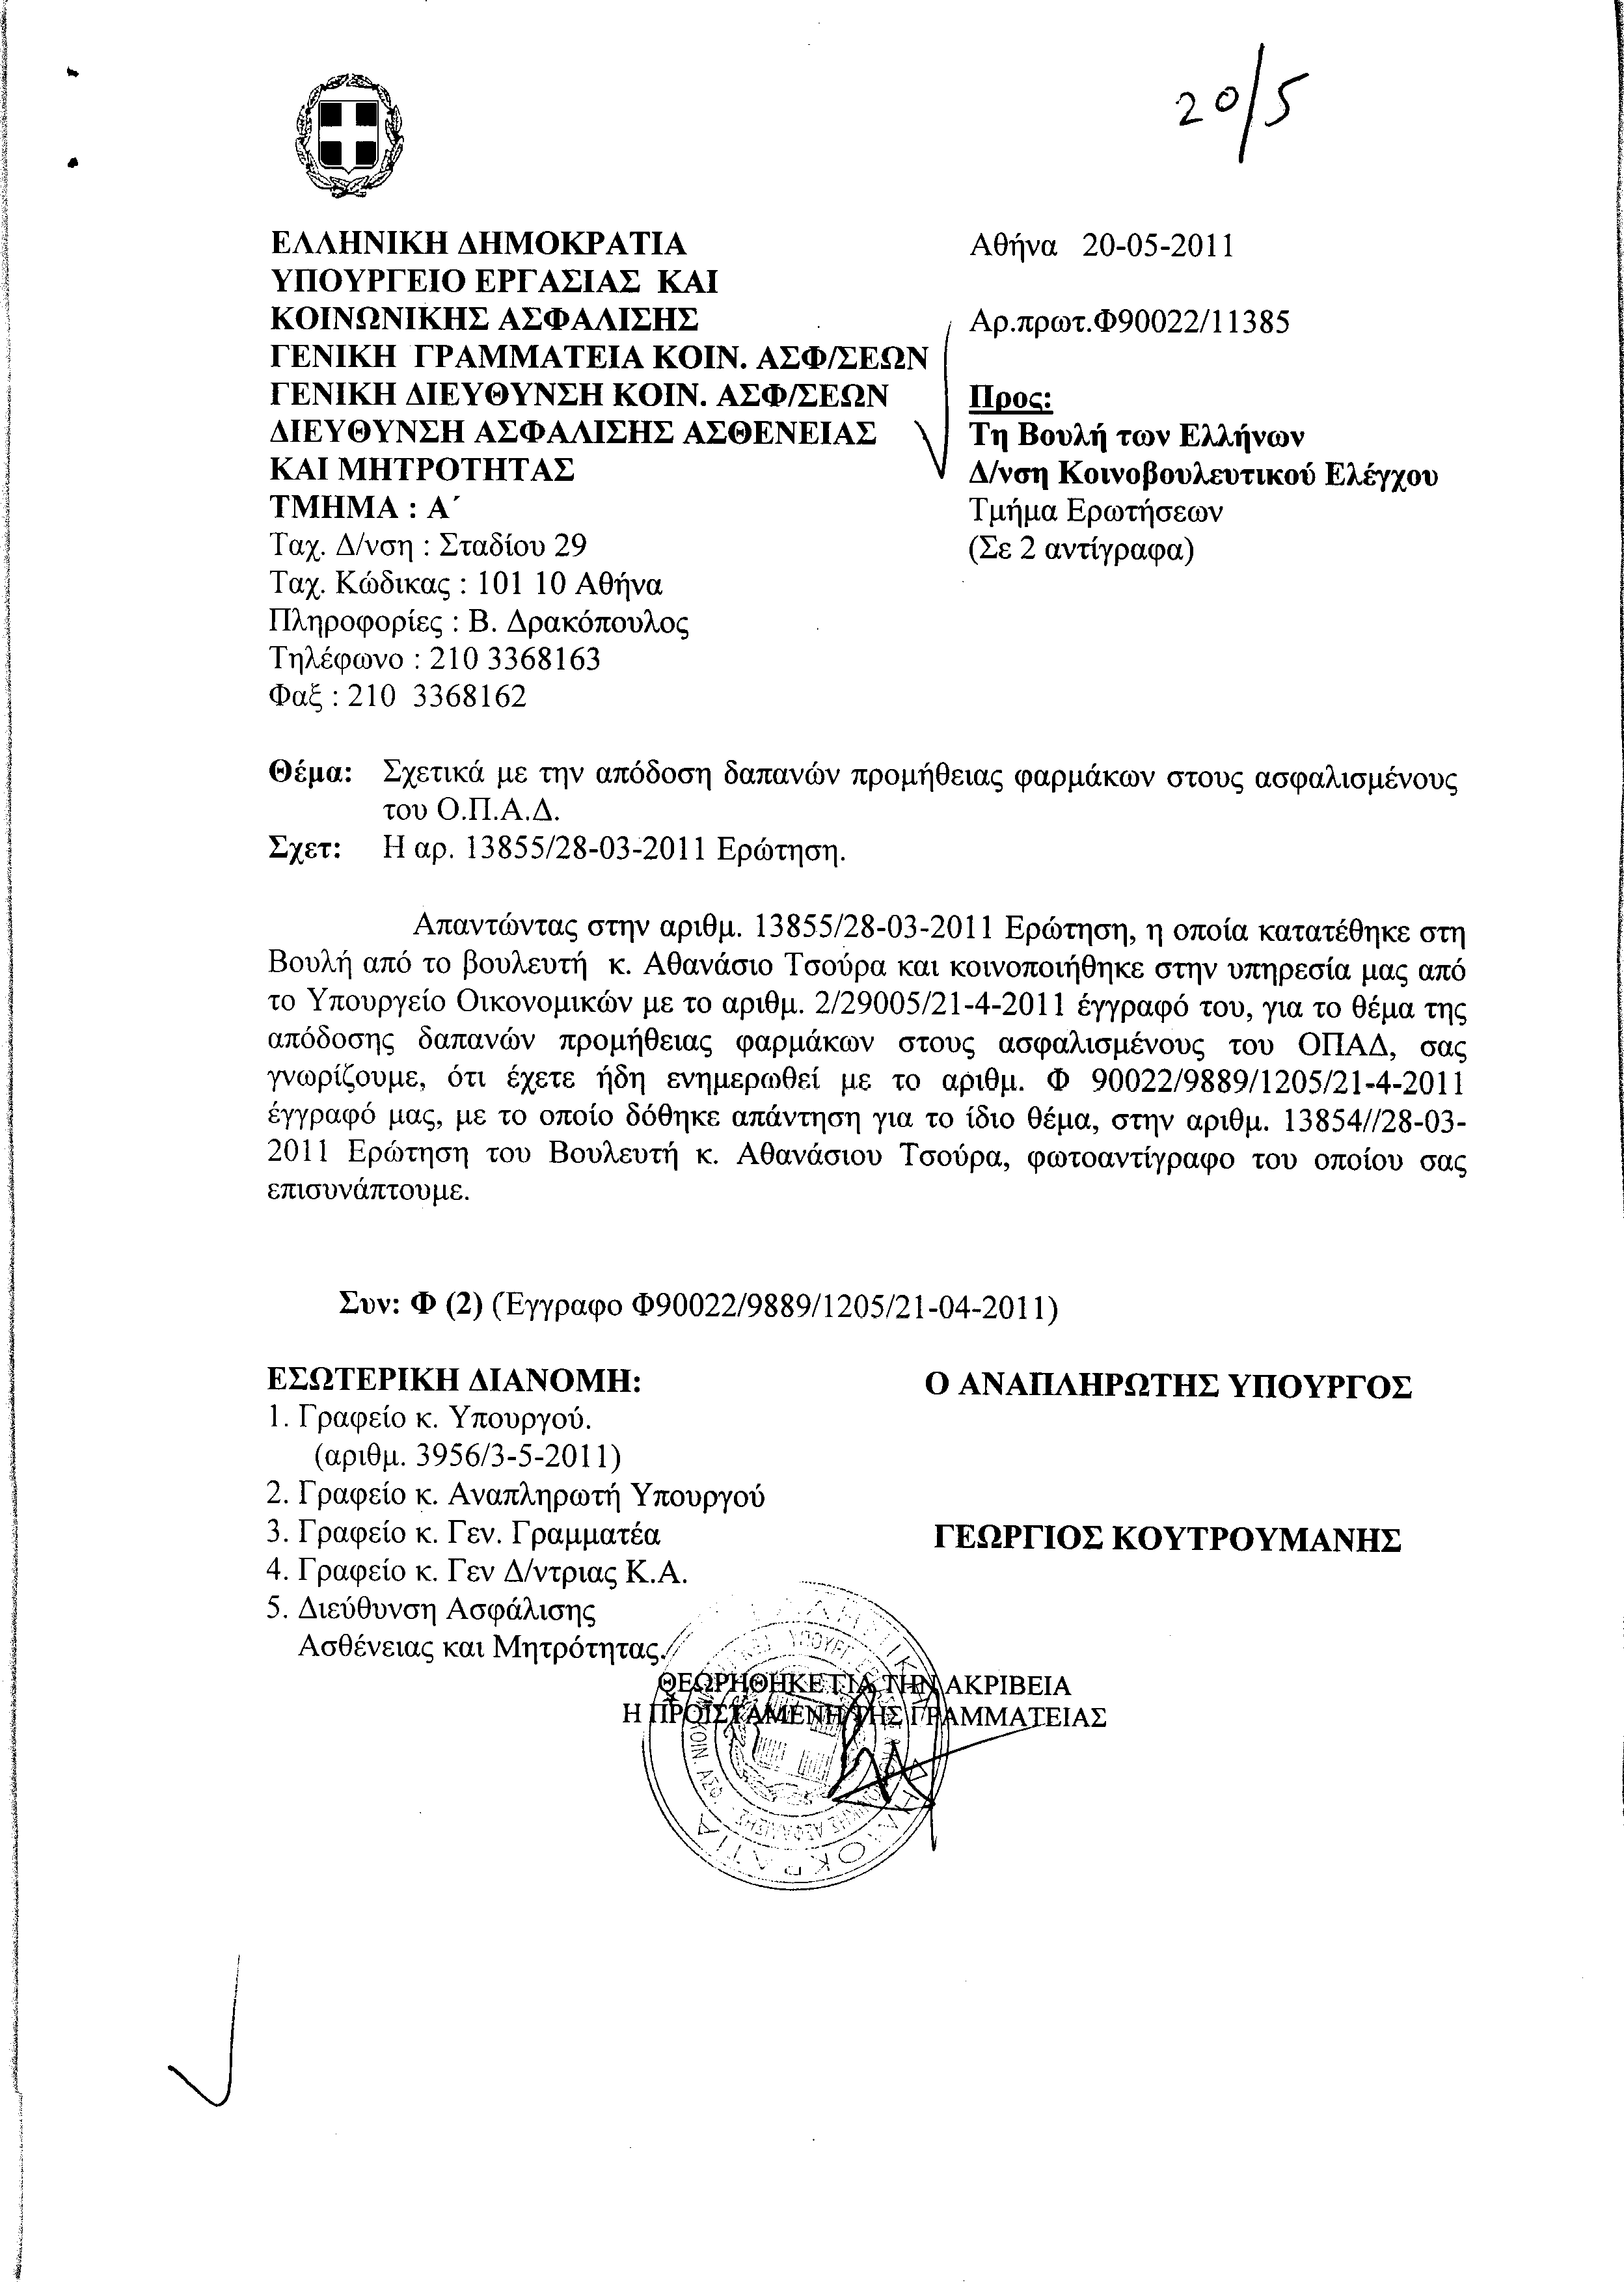 20/5
ΕΛΛΗΝΙΚΗ ΔΗΜΟΚΡΑΤΙΑ
ΥΠΟΥΡΓΕΙΟ ΕΡΓΑΣΙΑΣ ΚΑΙ
ΚΟΙΝΩΝΙΚΗΣ ΑΣΦΑΛΙΣΗΣ
ΓΕΝΙΚΗ ΓΡΑΜΜΑΤΕΙΑ ΚΟΙΝ. ΑΣΦ/ΣΕΩΝ
ΓΕΝΙΚΗ ΔΙΕΥΘΥΝΣΗ ΚΟΙΝ. ΑΣΦ/ΣΕΩΝ
ΔΙΕΥΘΥΝΣΗ ΑΣΦΑΛΙΣΗΣ ΑΣΘΕΝΕΙΑΣ
ΚΑΙ ΜΗΤΡΟΤΗΤΑΣ
ΤΜΗΜΑ : Α΄
Ταχ. Δ/νση : Σταδίου 29
Ταχ. Κώδικας : 101 10 Αθήνα
Πληροφορίες : Β. Δρακόπουλος
Τηλέφωνο : 210 3368163
Φαξ : 210 3368162
Αθήνα 20-05-2011
Αρ.πρωτ.Φ90022/11385
Προς:
Τη Βουλή των Ελλήνων
Δ/νση Κοινοβουλευτικού Ελέγχου
Τμήμα Ερωτήσεων
(Σε 2 αντίγραφα)
Θέμα: Σχετικά με την απόδοση δαπανών προμήθειας φαρμάκων στους ασφαλισμένους
του Ο.Π.Α.Δ.
Σχετ: Η αρ. 13855/28-03-2011 Ερώτηση.
Απαντώντας στην αριθμ. 13855/28-03-2011 Ερώτηση, η οποία κατατέθηκε στη
Βουλή από το βουλευτή κ. Αθανάσιο Τσούρα και κοινοποιήθηκε στην υπηρεσία μας από
το Υπουργείο Οικονομικών με το αριθμ. 2/29005/21-4-2011 έγγραφό του, για το θέμα της
απόδοσης δαπανών προμήθειας φαρμάκων στους ασφαλισμένους του ΟΠΑΔ, σας
γνωρίζουμε, ότι έχετε ήδη ενημερωθεί με το αριθμ. Φ 90022/9889/1205/21-4-2011
έγγραφό μας, με το οποίο δόθηκε απάντηση για το ίδιο θέμα, στην αριθμ. 13854//28-03-
2011 Ερώτηση του Βουλευτή κ. Αθανάσιου Τσούρα, φωτοαντίγραφο του οποίου σας
επισυνάπτουμε.
Συν: Φ (2) (Έγγραφο Φ90022/9889/1205/21-04-2011)
ΕΣΩΤΕΡΙΚΗ ΔΙΑΝΟΜΗ:
1. Γραφείο κ. Υπουργού.
(αριθμ. 3956/3-5-2011)
2. Γραφείο κ. Αναπληρωτή Υπουργού
3. Γραφείο κ. Γεν. Γραμματέα
4. Γραφείο κ. Γεν Δ/ντριας Κ.Α.
5. Διεύθυνση Ασφάλισης
Ασθένειας και Μητρότητας.
Ο ΑΝΑΠΛΗΡΩΤΗΣ ΥΠΟΥΡΓΟΣ
ΓΕΩΡΓΙΟΣ ΚΟΥΤΡΟΥΜΑΝΗΣ
ΘΕΩΡΗΘΗΚΕ ΓΙΑ ΤΗΝ ΑΚΡΙΒΕΙΑ
Η ΠΡΟΪΣΤΑΜΕΝΗ ΤΗΣ ΓΡΑΜΜΑΤΕΙΑΣ
ΕΛΛΗΝΙΚΗ ΔΗΜΟΚΡΑΤΙΑ